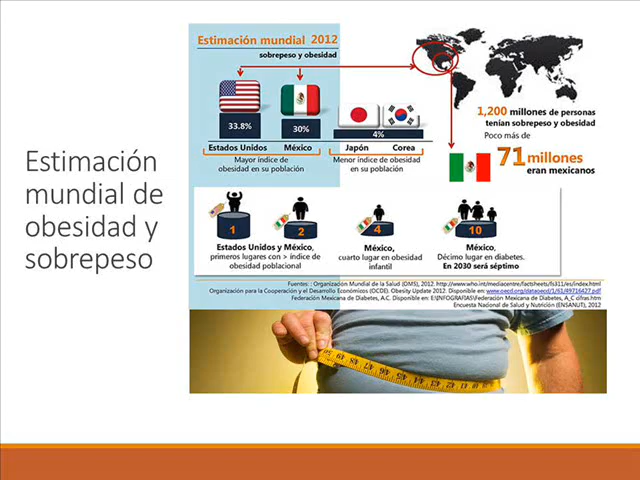 Estimación
mundial de
obesidad y
sobrepeso
Estimación mundial 2012
sobrepeso y obesidad
33.8%
30%
4%
Estados Unidos
México
Japón
Corea
Mayor índice de
obesidad en su población
Menor índice de obesidad
en su población
1,200 millones de personas
tenían sobrepeso y obesidad
Poco más de
71 millones
eran mexicanos
1
2
4
10
Estados Unidos y México,
primeros lugares con > índice de
obesidad poblacional
México,
cuarto lugar en obesidad
infantil
México,
Décimo lugar en diabetes.
En 2030 será séptimo
Fuentes: : Organización Mundial de la Salud (OMS), 2012. http://www.who.int/mediacentre/factsheets/fs311/es/index.html
Organización para la Cooperación y el Desarrollo Económicos (OCDE). Obesity Update 2012. Disponible en: www.oecd.org/dataoecd/1/61/49716427.pdf
Federación Mexicana de Diabetes, A.C. Disponible en: E:\INFOGRAFIAS\Federación Mexicana de Diabetes, A_C cifras.htm
Encuesta Nacional de Salud y Nutrición (ENSANUT), 2012